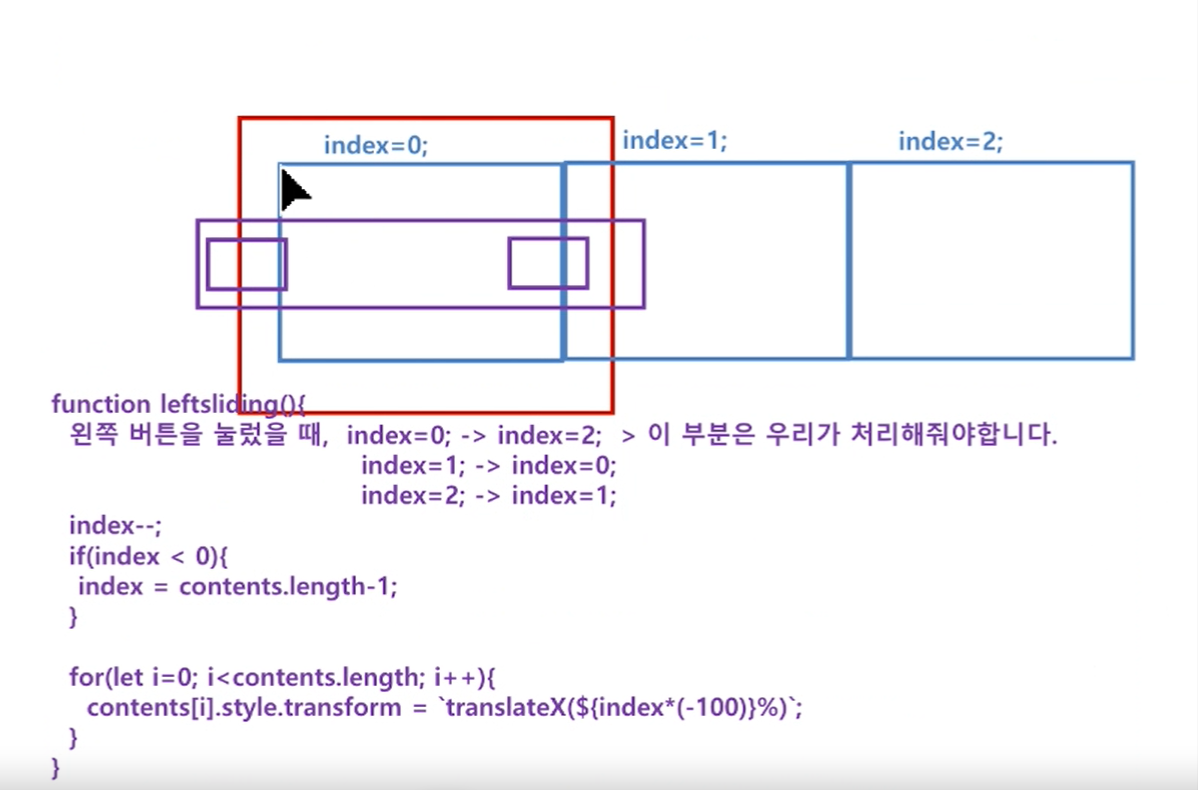 index=0;
index=1;
index=2;
function leftsliding(){
왼쪽 버튼을 눌렀을 때, index=0; -> index=2; > 이 부분은 우리가 처리해줘야합니다.
index=1; -> index=0;
index=2; -> index=1;
index--;
if(index < 0){
index = contents.length-1;
}
for(let i=0; i<contents.length; i++){
contents[i].style.transform = `translateX(${index*(-100)}%)`;
}
}